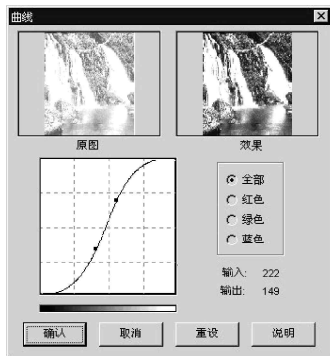 曲线
原图 效果
全部
红色
绿色
蓝色
输入: 222
输出: 149
确认 取消 重设 说明